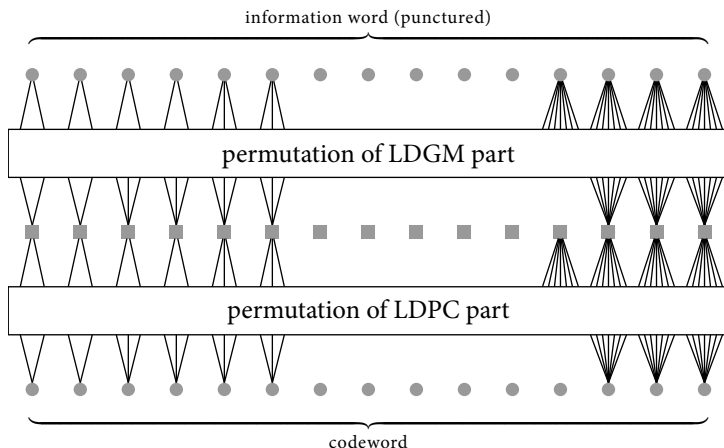 information word (punctured)
permutation of LDGM part
permutation of LDPC part
codeword